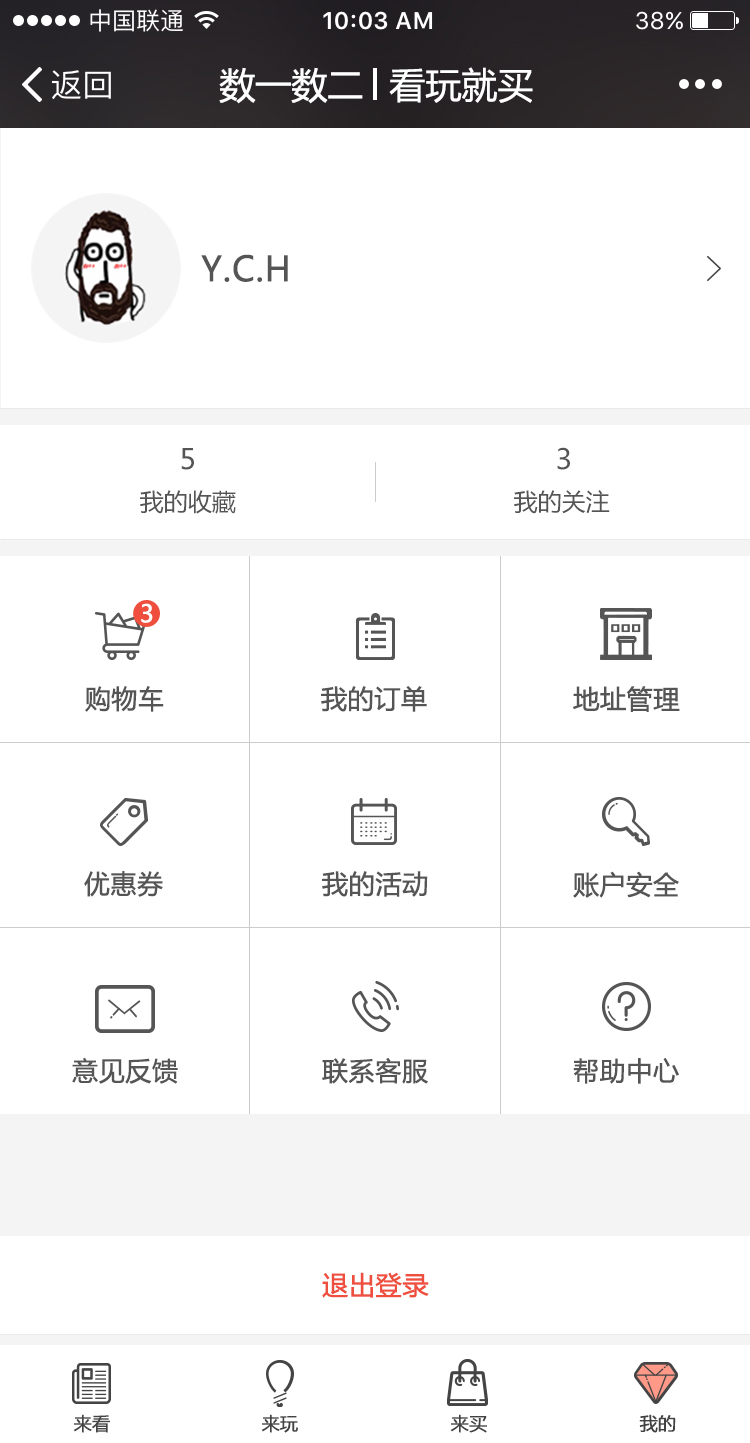 中国联通 10:03 AM 38%
返回 数一数二 | 看玩就买
Y.C.H
5 3
我的收藏 我的关注
3
购物车 我的订单 地址管理
优惠券 我的活动 账户安全
意见反馈 联系客服 帮助中心
退出登录
来看 来玩 来买 我的